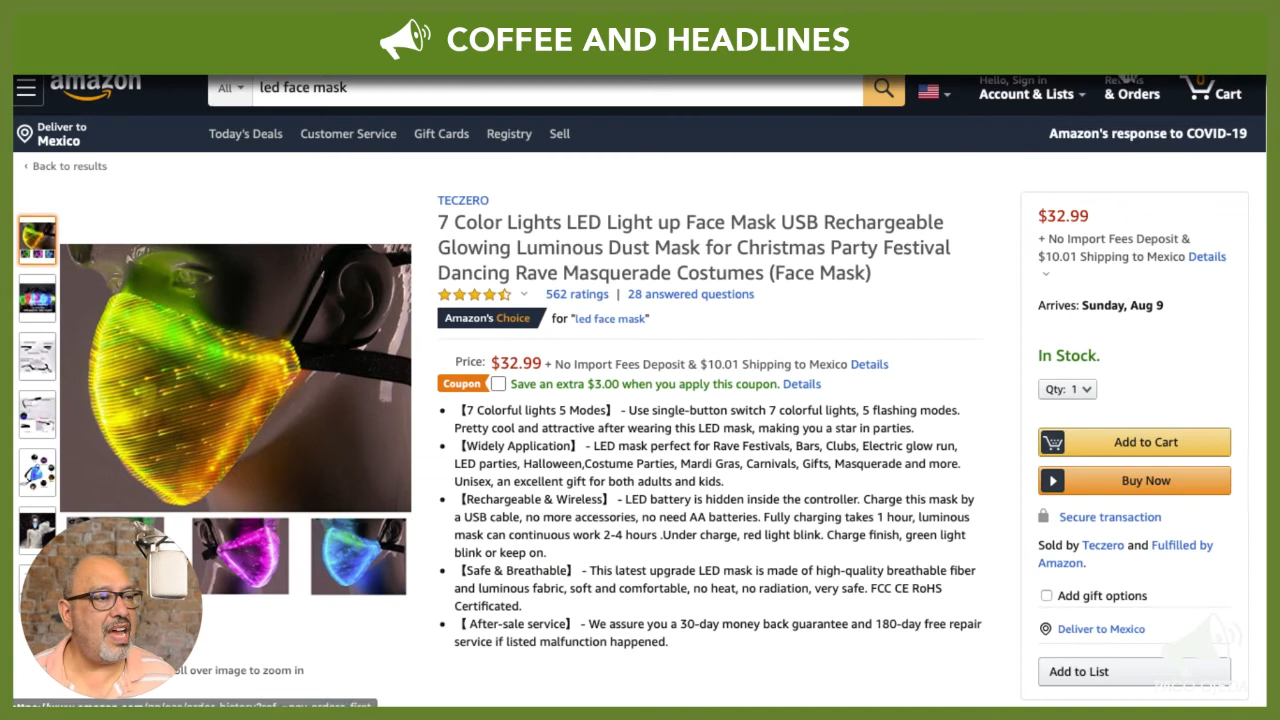 COFFEE AND HEADLINES
amazon
All
led face mask
Hello, Sign in
Account & Lists
& Orders
0
Cart
Deliver to
Mexico
Today's Deals
Customer Service
Gift Cards
Registry
Sell
Amazon's response to COVID-19
‹ Back to results
TECZERO
7 Color Lights LED Light up Face Mask USB Rechargeable
Glowing Luminous Dust Mask for Christmas Party Festival
Dancing Rave Masquerade Costumes (Face Mask)
562 ratings | 28 answered questions
Amazon's Choice for "led face mask"
Price: $32.99 + No Import Fees Deposit & $10.01 Shipping to Mexico Details
Coupon Save an extra $3.00 when you apply this coupon. Details
• 【7 Colorful lights 5 Modes】 - Use single-button switch 7 colorful lights, 5 flashing modes.
Pretty cool and attractive after wearing this LED mask, making you a star in parties.
• 【Widely Application】 - LED mask perfect for Rave Festivals, Bars, Clubs, Electric glow run,
LED parties, Halloween,Costume Parties, Mardi Gras, Carnivals, Gifts, Masquerade and more.
Unisex, an excellent gift for both adults and kids.
• 【Rechargeable & Wireless】 - LED battery is hidden inside the controller. Charge this mask by
a USB cable, no more accessories, no need AA batteries. Fully charging takes 1 hour, luminous
mask can continuous work 2-4 hours .Under charge, red light blink. Charge finish, green light
blink or keep on.
• 【Safe & Breathable】 - This latest upgrade LED mask is made of high-quality breathable fiber
and luminous fabric, soft and comfortable, no heat, no radiation, very safe. FCC CE RoHS
Certificated.
• 【 After-sale service】 - We assure you a 30-day money back guarantee and 180-day free repair
service if listed malfunction happened.
oll over image to zoom in
$32.99
+ No Import Fees Deposit &
$10.01 Shipping to Mexico Details
Arrives: Sunday, Aug 9
In Stock.
Qty: 1
Add to Cart
Buy Now
Secure transaction
Sold by Teczero and Fulfilled by
Amazon.
Add gift options
Deliver to Mexico
Add to List